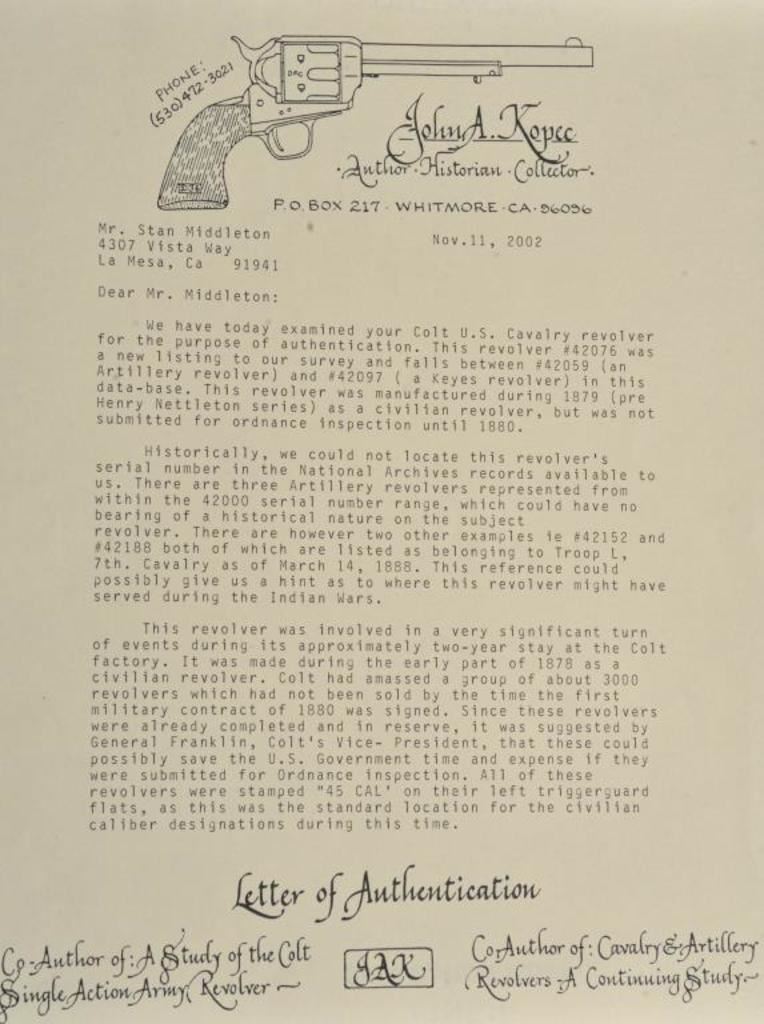 PHONE:
(530)472-3021
John A. Kopec
·Author·Historian·Collector·
P.O. BOX 217 · WHITMORE · CA · 96096
Mr. Stan Middleton
4307 Vista Way
La Mesa, Ca 91941
Nov.11, 2002
Dear Mr. Middleton:
We have today examined your Colt U.S. Cavalry revolver
for the purpose of authentication. This revolver #42076 was
a new listing to our survey and falls between #42059 (an
Artillery revolver) and #42097 ( a Keyes revolver) in this
data-base. This revolver was manufactured during 1879 (pre
Henry Nettleton series) as a civilian revolver, but was not
submitted for ordnance inspection until 1880.
Historically, we could not locate this revolver's
serial number in the National Archives records available to
us. There are three Artillery revolvers represented from
within the 42000 serial number range, which could have no
bearing of a historical nature on the subject
revolver. There are however two other examples ie #42152 and
#42188 both of which are listed as belonging to Troop L,
7th. Cavalry as of March 14, 1888. This reference could
possibly give us a hint as to where this revolver might have
served during the Indian Wars.
This revolver was involved in a very significant turn
of events during its approximately two-year stay at the Colt
factory. It was made during the early part of 1878 as a
civilian revolver. Colt had amassed a group of about 3000
revolvers which had not been sold by the time the first
military contract of 1880 was signed. Since these revolvers
were already completed and in reserve, it was suggested by
General Franklin, Colt's Vice- President, that these could
possibly save the U.S. Government time and expense if they
were submitted for Ordnance inspection. All of these
revolvers were stamped "45 CAL' on their left triggerguard
flats, as this was the standard location for the civilian
caliber designations during this time.
Letter of Authentication
Co-Author of: A Study of the Colt
Single Action Army Revolver ~
JAK
Co-Author of: Cavalry & Artillery
Revolvers - A Continuing Study ~